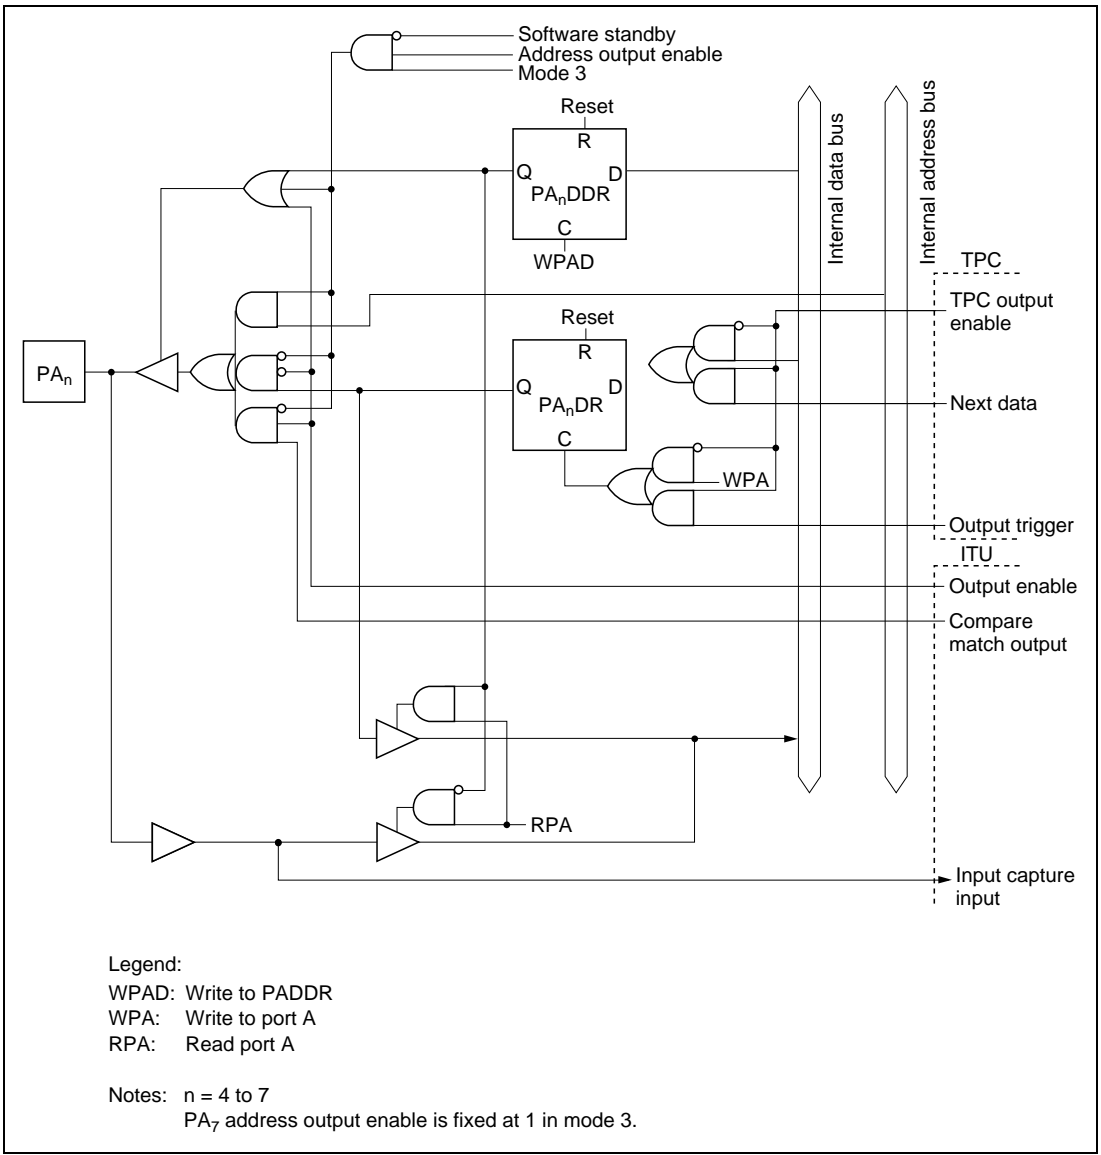 Software standby
Address output enable
Mode 3
Reset
R
Q
D
PAnDDR
C
WPAD
Internal data bus
Internal address bus
TPC
TPC output
enable
Reset
R
Q
D
PAnDR
C
PAn
Next data
WPA
Output trigger
ITU
Output enable
Compare
match output
RPA
Input capture
input
Legend:
WPAD: Write to PADDR
WPA: Write to port A
RPA: Read port A
Notes: n = 4 to 7
PA7 address output enable is fixed at 1 in mode 3.